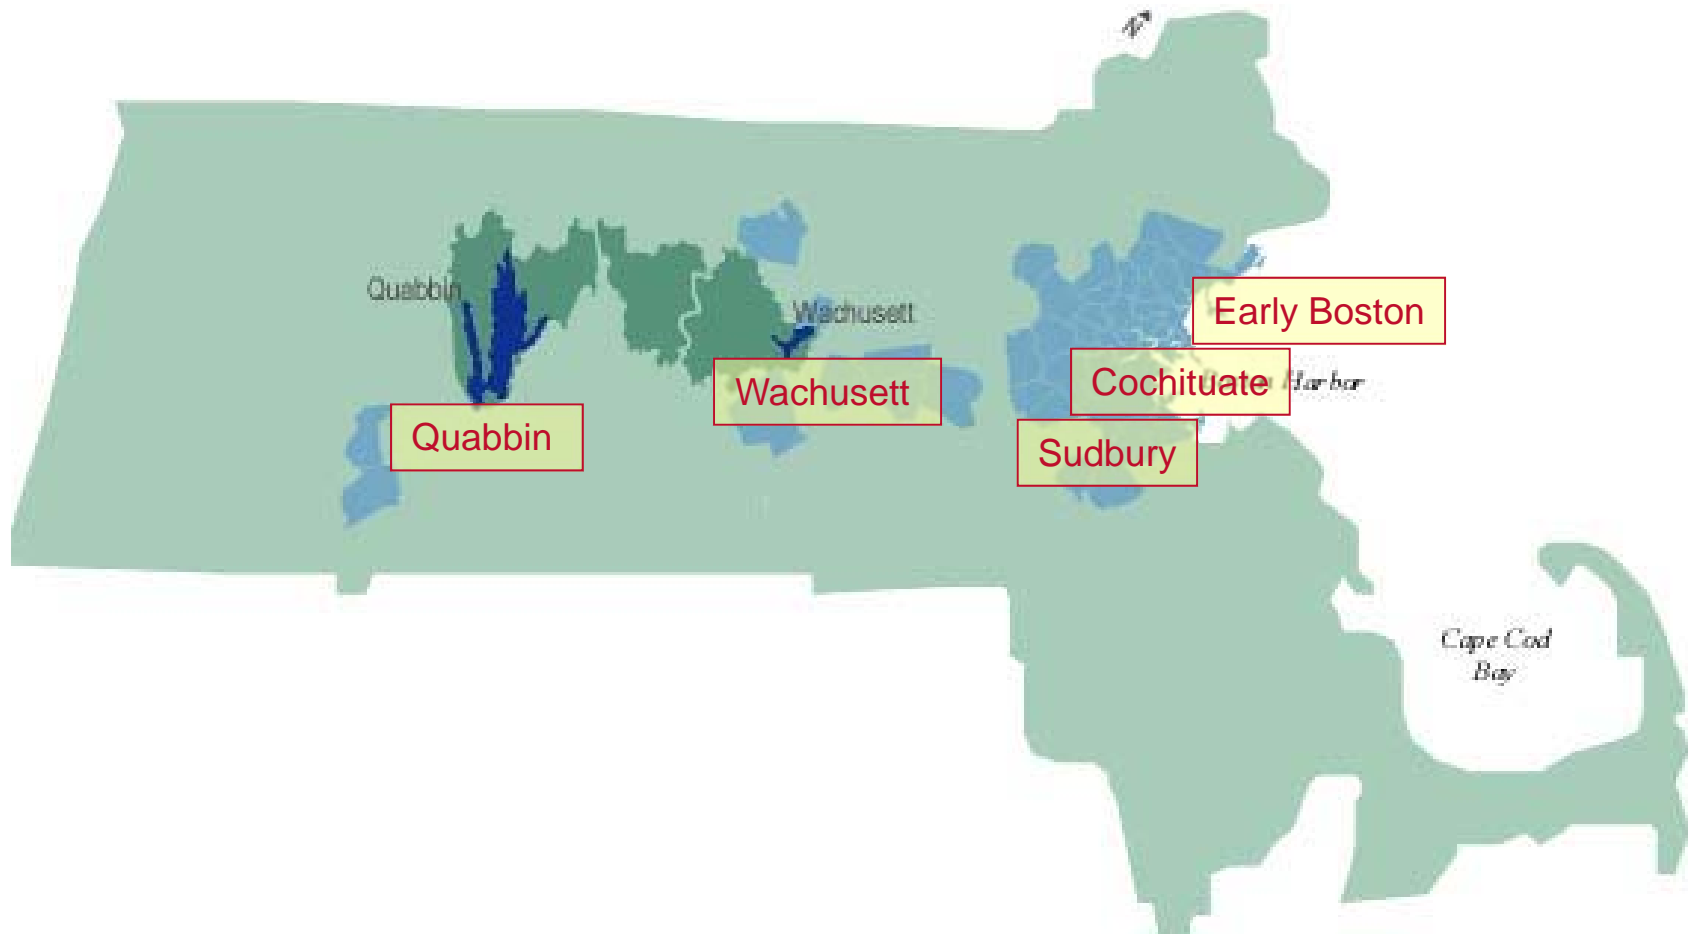 N
Quabbin
Wachusett
Early Boston
Wachusett
Cochituate
Harbor
Quabbin
Sudbury
Cape Cod
Bay